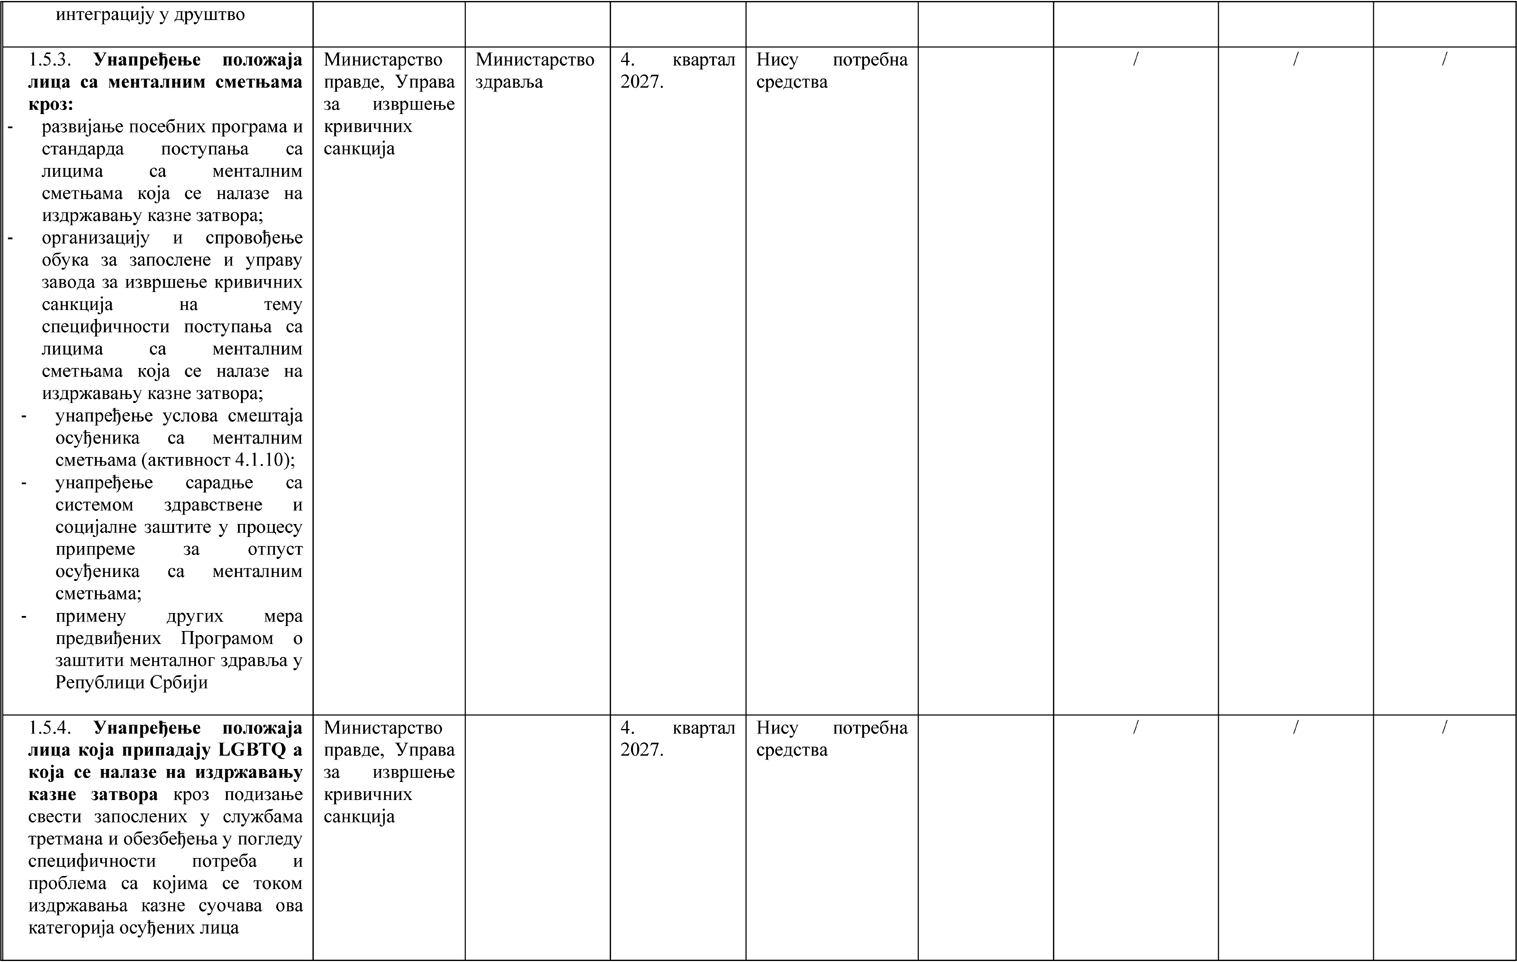 интеграцију у друштво
1.5.3. Унапређење положаја
лица са менталним сметњама
кроз:
- развијање посебних програма и
стандарда поступања са
лицима са менталним
сметњама која се налазе на
издржавању казне затвора;
- организацију и спровођење
обука за запослене и управу
завода за извршење кривичних
санкција на тему
специфичности поступања са
лицима са менталним
сметњама која се налазе на
издржавању казне затвора;
- унапређење услова смештаја
осуђеника са менталним
сметњама (активност 4.1.10);
- унапређење сарадње са
системом здравствене и
социјалне заштите у процесу
припреме за отпуст
осуђеника са менталним
сметњама;
- примену других мера
предвиђених Програмом о
заштити менталног здравља у
Републици Србији
Министарство
правде, Управа
за извршење
кривичних
санкција
Министарство
здравља
4. квартал
2027.
Нису потребна
средства
/
/
/
1.5.4. Унапређење положаја
лица која припадају LGBTQ а
која се налазе на издржавању
казне затвора кроз подизање
свести запослених у службама
третмана и обезбеђења у погледу
специфичности потреба и
проблема са којима се током
издржавања казне суочава ова
категорија осуђених лица
Министарство
правде, Управа
за извршење
кривичних
санкција
4. квартал
2027.
Нису потребна
средства
/
/
/